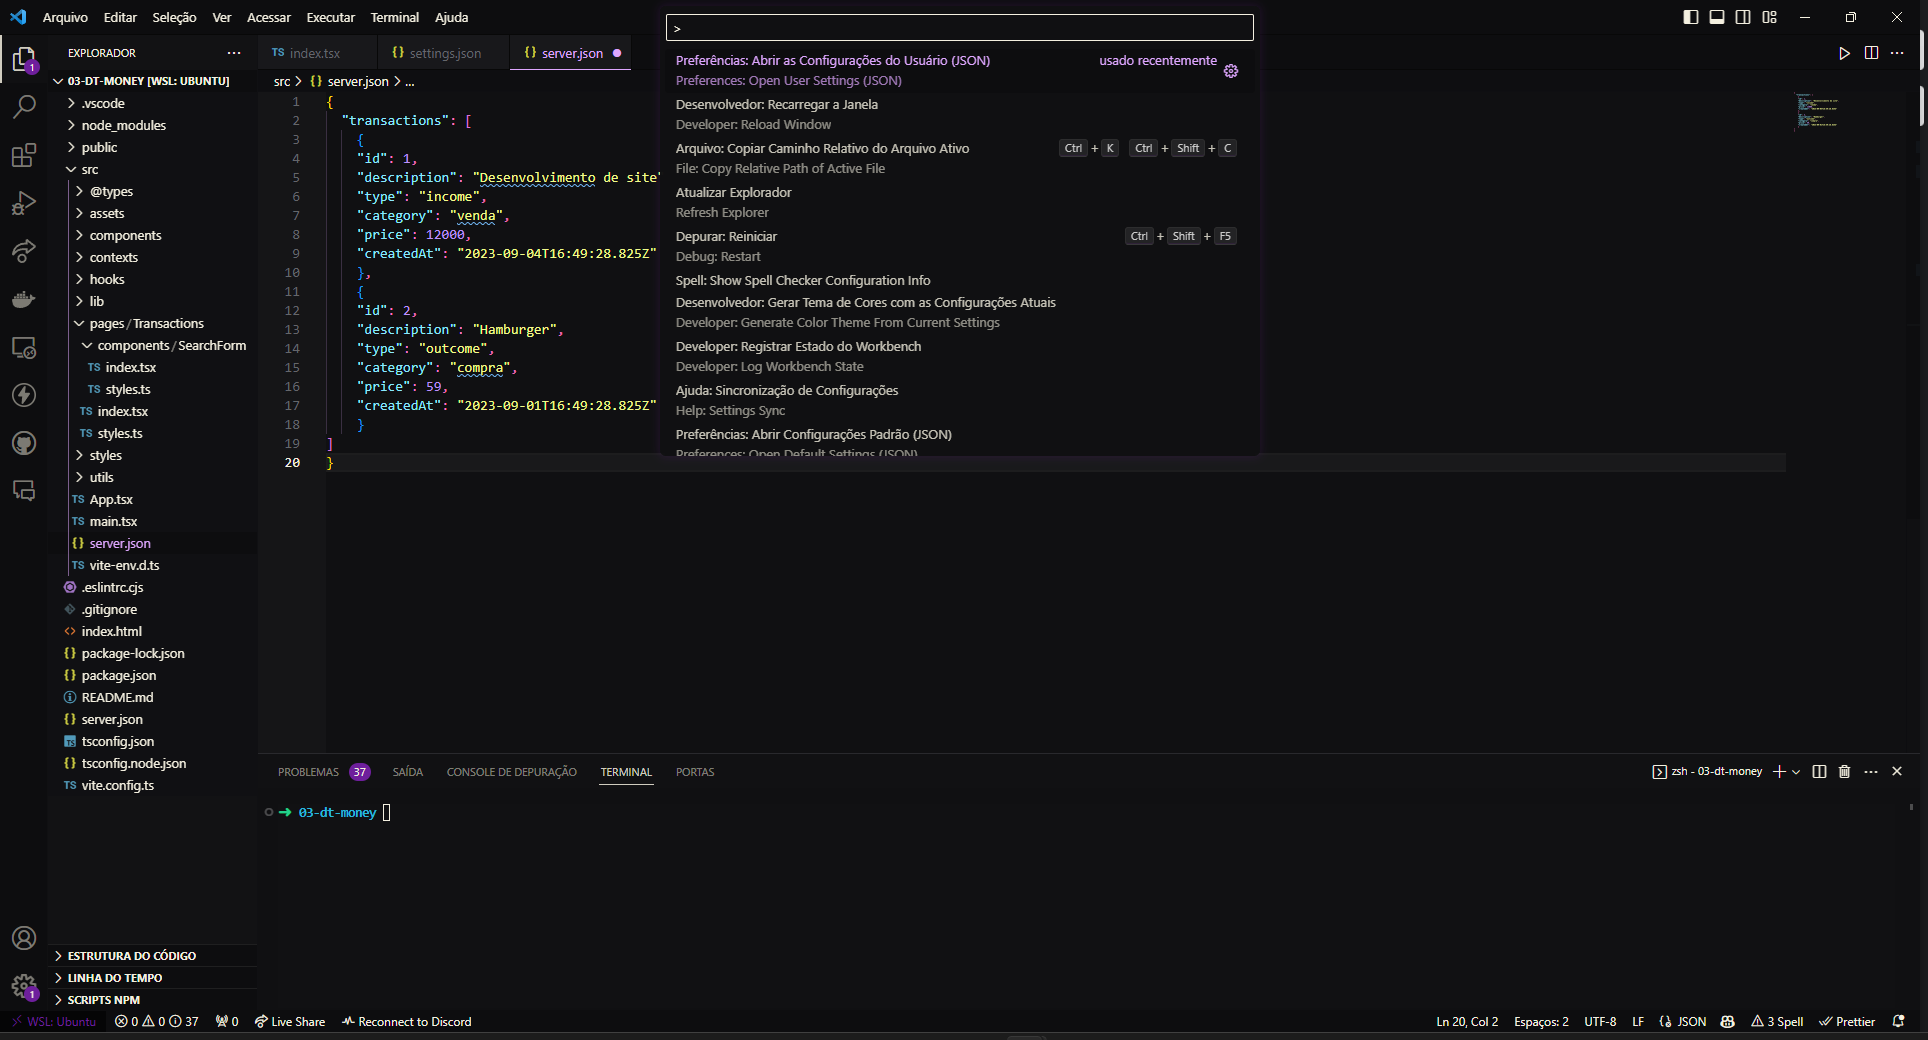 Arquivo Editar Seleção Ver Acessar Executar Terminal Ajuda
>
Preferências: Abrir as Configurações do Usuário (JSON) usado recentemente
Preferences: Open User Settings (JSON)
Desenvolvedor: Recarregar a Janela
Developer: Reload Window
Arquivo: Copiar Caminho Relativo do Arquivo Ativo Ctrl + K Ctrl + Shift + C
File: Copy Relative Path of Active File
Atualizar Explorador
Refresh Explorer
Depurar: Reiniciar Ctrl + Shift + F5
Debug: Restart
Spell: Show Spell Checker Configuration Info
Desenvolvedor: Gerar Tema de Cores com as Configurações Atuais
Developer: Generate Color Theme From Current Settings
Developer: Registrar Estado do Workbench
Developer: Log Workbench State
Ajuda: Sincronização de Configurações
Help: Settings Sync
Preferências: Abrir Configurações Padrão (JSON)
Preferences: Open Default Settings (JSON)
1
EXPLORADOR ...
03-DT-MONEY [WSL: UBUNTU]
.vscode
node_modules
public
src
@types
assets
components
contexts
hooks
lib
pages/Transactions
components/SearchForm
TS index.tsx
TS styles.ts
TS index.tsx
TS styles.ts
styles
utils
TS App.tsx
TS main.tsx
{} server.json
TS vite-env.d.ts
.eslintrc.cjs
.gitignore
<> index.html
{} package-lock.json
{} package.json
README.md
{} server.json
TS tsconfig.json
{} tsconfig.node.json
TS vite.config.ts
ESTRUTURA DO CÓDIGO
LINHA DO TEMPO
SCRIPTS NPM
1
TS index.tsx {} settings.json {} server.json
src > {} server.json > ...
1 {
2 "transactions": [
3 {
4 "id": 1,
5 "description": "Desenvolvimento de site"
6 "type": "income",
7 "category": "venda",
8 "price": 12000,
9 "createdAt": "2023-09-04T16:49:28.825Z"
10 },
11 {
12 "id": 2,
13 "description": "Hamburger",
14 "type": "outcome",
15 "category": "compra",
16 "price": 59,
17 "createdAt": "2023-09-01T16:49:28.825Z"
18 }
19 ]
20 }
PROBLEMAS 37 SAÍDA CONSOLE DE DEPURAÇÃO TERMINAL PORTAS
zsh - 03-dt-money
➜ 03-dt-money
WSL: Ubuntu 0 0 37 0 Live Share Reconnect to Discord
Ln 20, Col 2 Espaços: 2 UTF-8 LF {} JSON 3 Spell Prettier